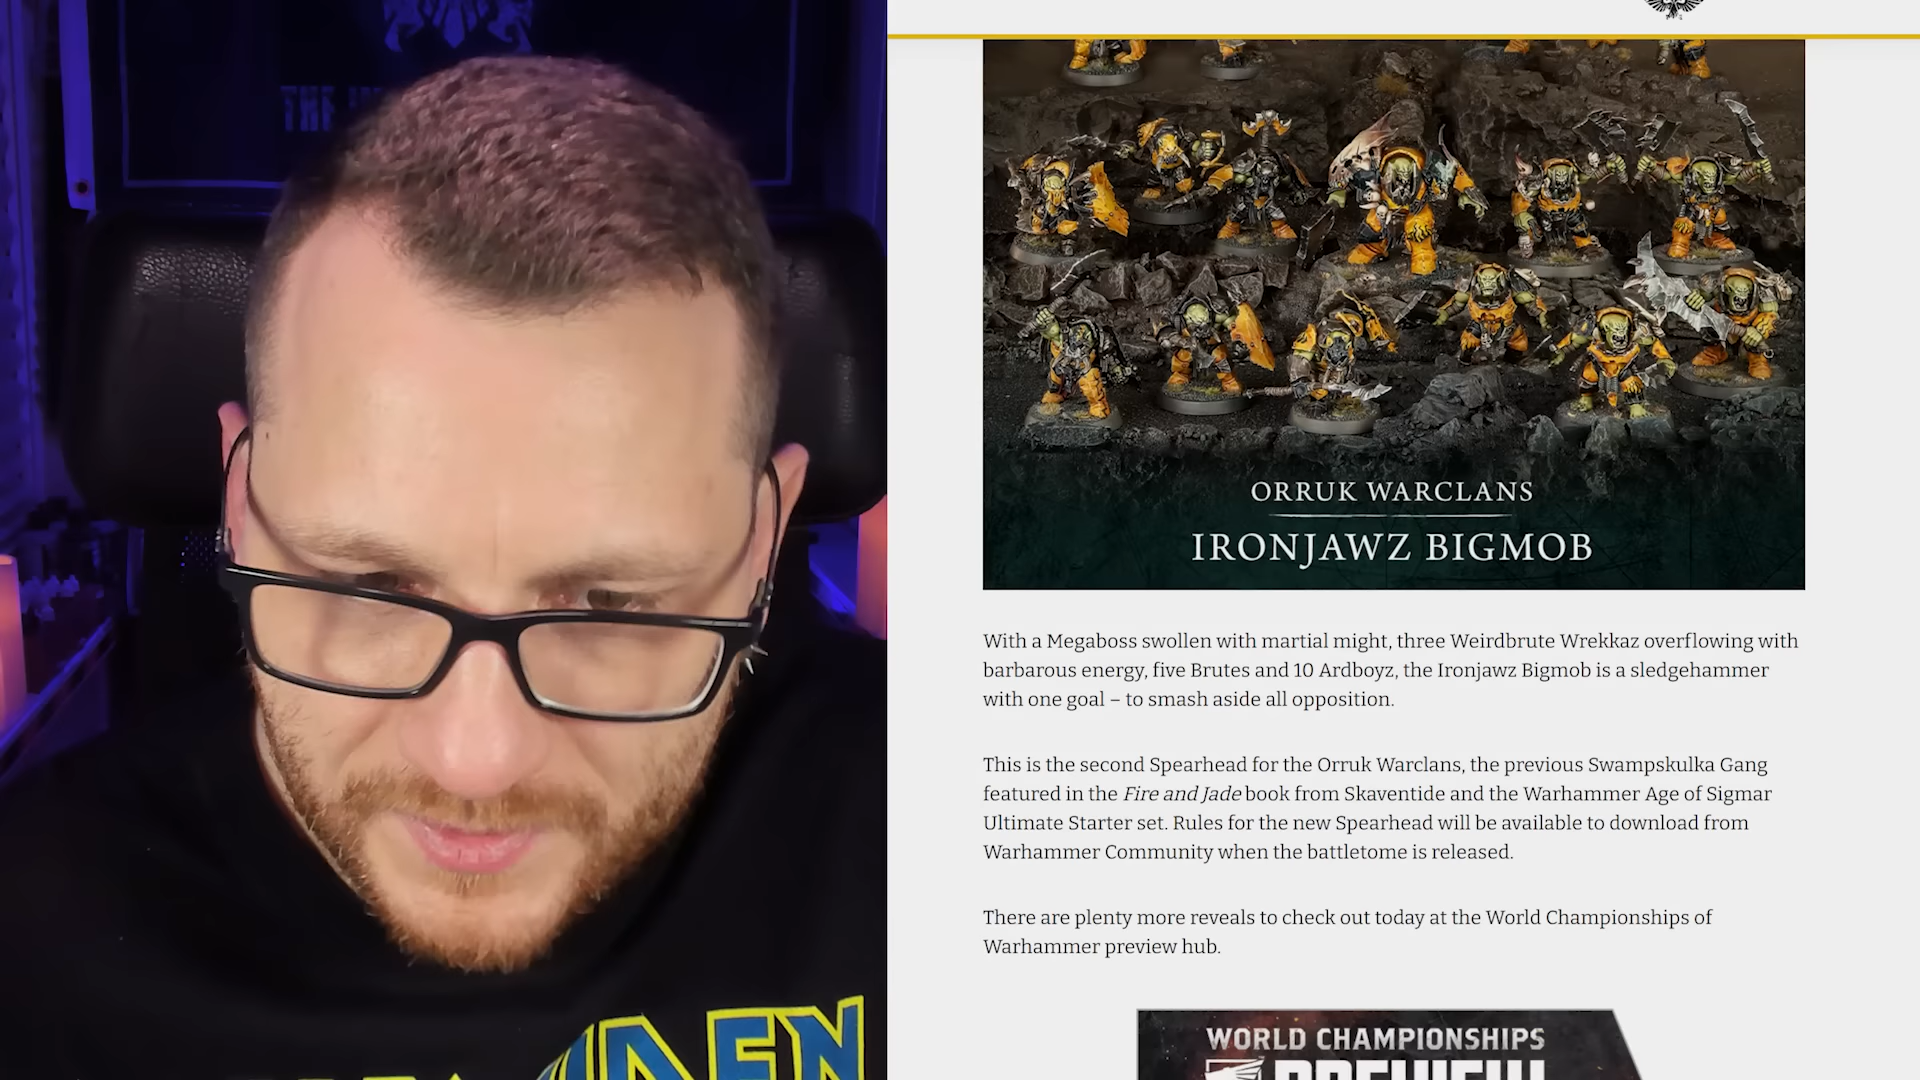 THE
ORRUK WARCLANS
IRONJAWZ BIGMOB
With a Megaboss swollen with martial might, three Weirdbrute Wrekkaz overflowing with
barbarous energy, five Brutes and 10 Ardboyz, the Ironjawz Bigmob is a sledgehammer
with one goal – to smash aside all opposition.
This is the second Spearhead for the Orruk Warclans, the previous Swampskulka Gang
featured in the Fire and Jade book from Skaventide and the Warhammer Age of Sigmar
Ultimate Starter set. Rules for the new Spearhead will be available to download from
Warhammer Community when the battletome is released.
There are plenty more reveals to check out today at the World Championships of
Warhammer preview hub.
WORLD CHAMPIONSHIPS
PREVIEW